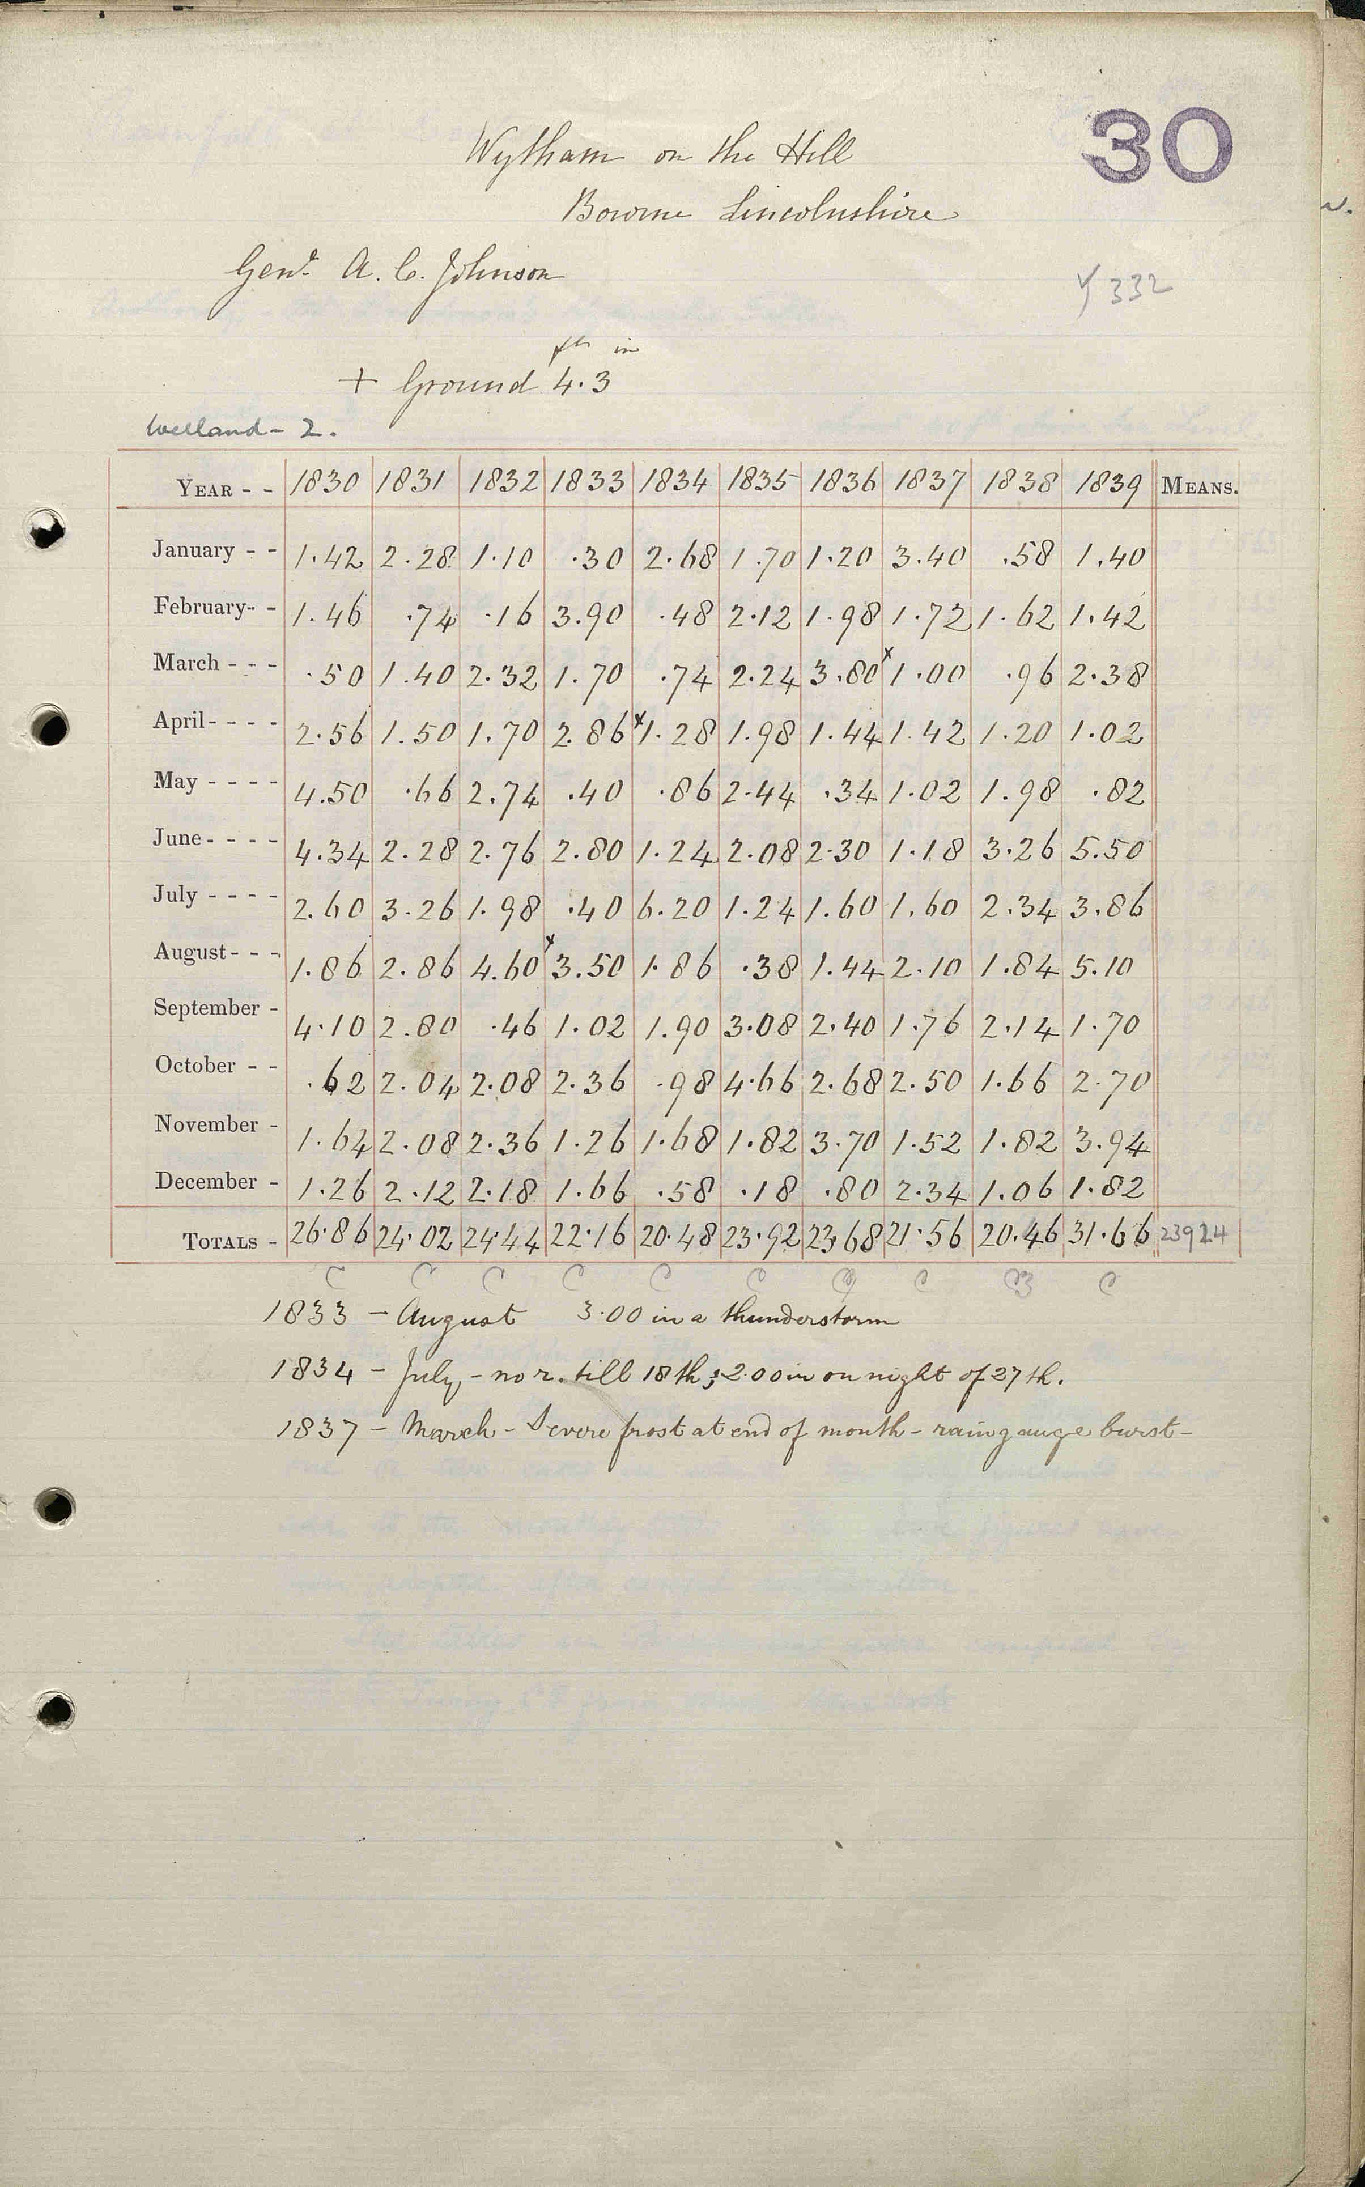 30
Wytham on the Hill
Bourne Lincolnshire
Genl. A. C. Johnson
Y 332
ft in
+ Ground 4.3
Welland - 2.
YEAR - - 1830 1831 1832 1833 1834 1835 1836 1837 1838 1839 MEANS.
January - - 1.42 2.28 1.10 .30 2.68 1.70 1.20 3.40 .58 1.40
February - - 1.46 .74 .16 3.90 .48 2.12 1.98 1.72 1.62 1.42
March - - - .50 1.40 2.32 1.70 .74 2.24 3.80 x 1.00 .96 2.38
April - - - - 2.56 1.50 1.70 2.86 x 1.28 1.98 1.44 1.42 1.20 1.02
May - - - - 4.50 .66 2.74 .40 .86 2.44 .34 1.02 1.98 .82
June - - - - 4.34 2.28 2.76 2.80 1.24 2.08 2.30 1.18 3.26 5.50
July - - - - 2.60 3.26 1.98 .40 6.20 1.24 1.60 1.60 2.34 3.86
August - - - 1.86 2.86 4.60 x 3.50 1.86 .38 1.44 2.10 1.84 5.10
September - 4.10 2.80 .46 1.02 1.90 3.08 2.40 1.76 2.14 1.70
October - - .62 2.04 2.08 2.36 .98 4.66 2.68 2.50 1.66 2.70
November - 1.64 2.08 2.36 1.26 1.68 1.82 3.70 1.52 1.82 3.94
December - 1.26 2.12 2.18 1.66 .58 .18 .80 2.34 1.06 1.82
TOTALS - 26.86 24.02 24.44 22.16 20.48 23.92 23.68 21.56 20.46 31.66 23924
C C C C C C C C C
1833 - August 3.00 in a thunderstorm
1834 - July - no r. till 18th; 2.00 in on night of 27th.
1837 - March - Severe frost at end of month - raingauge burst -